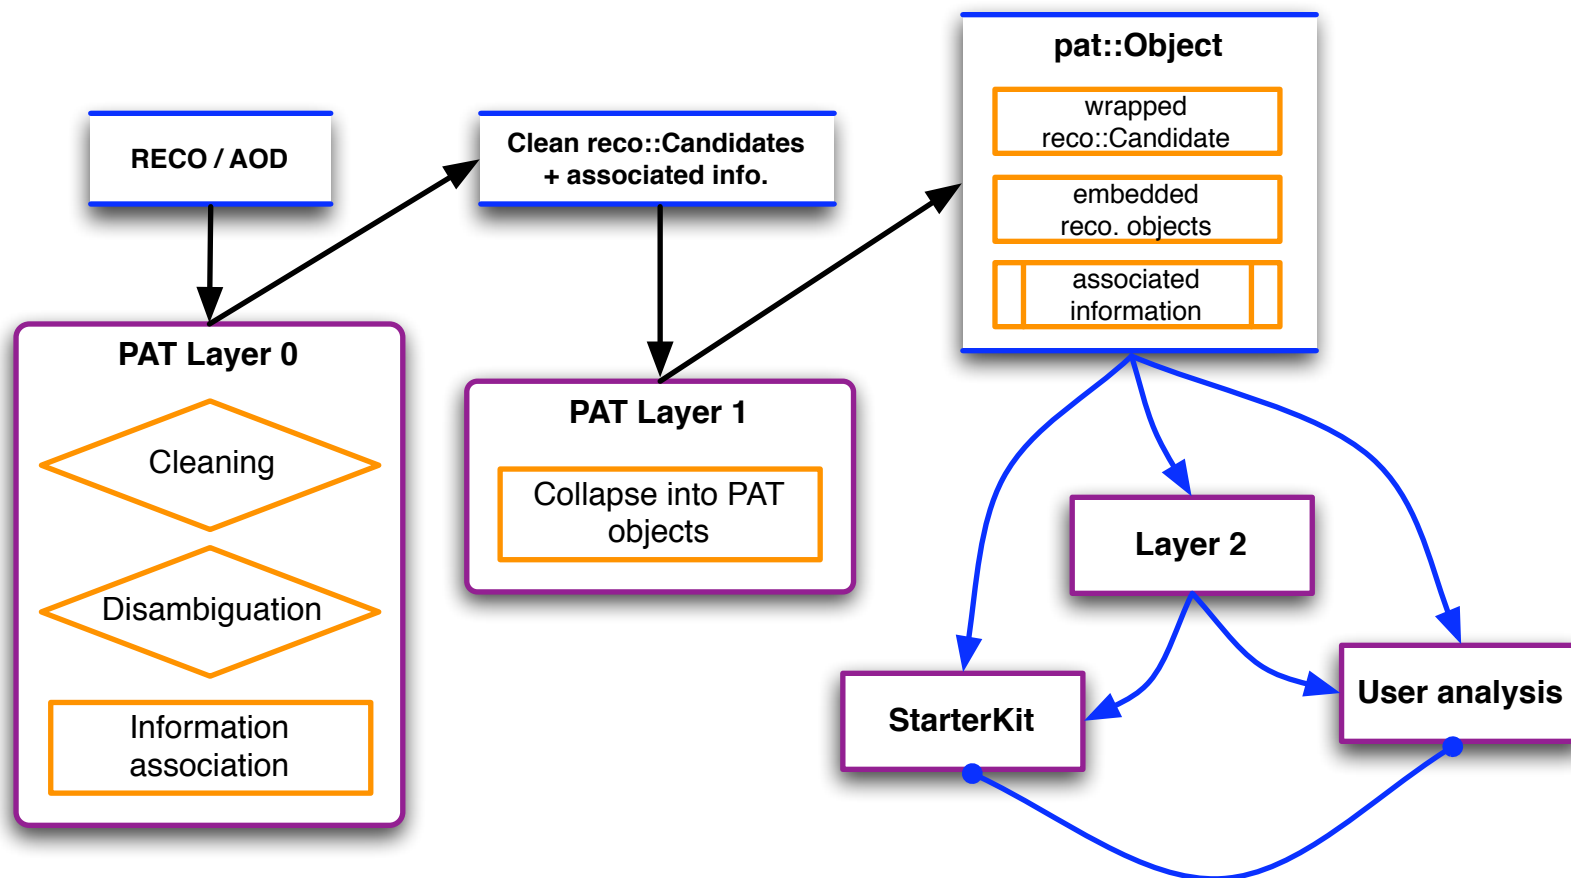 RECO / AOD
PAT Layer 0
Cleaning
Disambiguation
Information
association
Clean reco::Candidates
+ associated info.
PAT Layer 1
Collapse into PAT
objects
pat::Object
wrapped
reco::Candidate
embedded
reco. objects
associated
information
Layer 2
StarterKit
User analysis